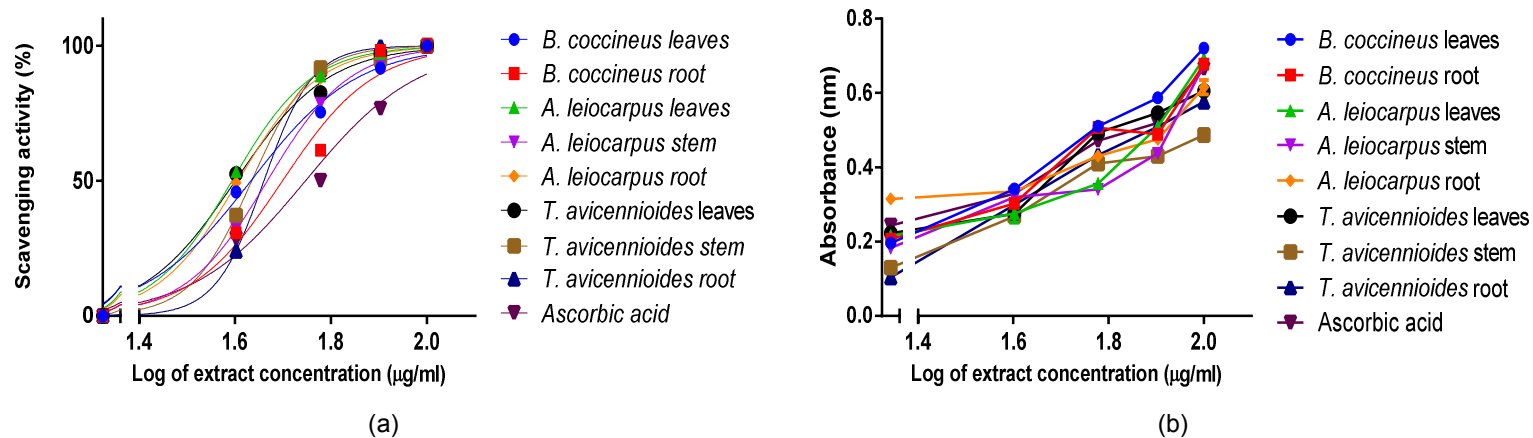 Scavenging activity (%)
100
50
0
1.4
1.6
1.8
2.0
Log of extract concentration (µg/ml)
B. coccineus leaves
B. coccineus root
A. leiocarpus leaves
A. leiocarpus stem
A. leiocarpus root
T. avicennioides leaves
T. avicennioides stem
T. avicennioides root
Ascorbic acid
(a)
Absorbance (nm)
0.8
0.6
0.4
0.2
0.0
1.4
1.6
1.8
2.0
Log of extract concentration (µg/ml)
B. coccineus leaves
B. coccineus root
A. leiocarpus leaves
A. leiocarpus stem
A. leiocarpus root
T. avicennioides leaves
T. avicennioides stem
T. avicennioides root
Ascorbic acid
(b)